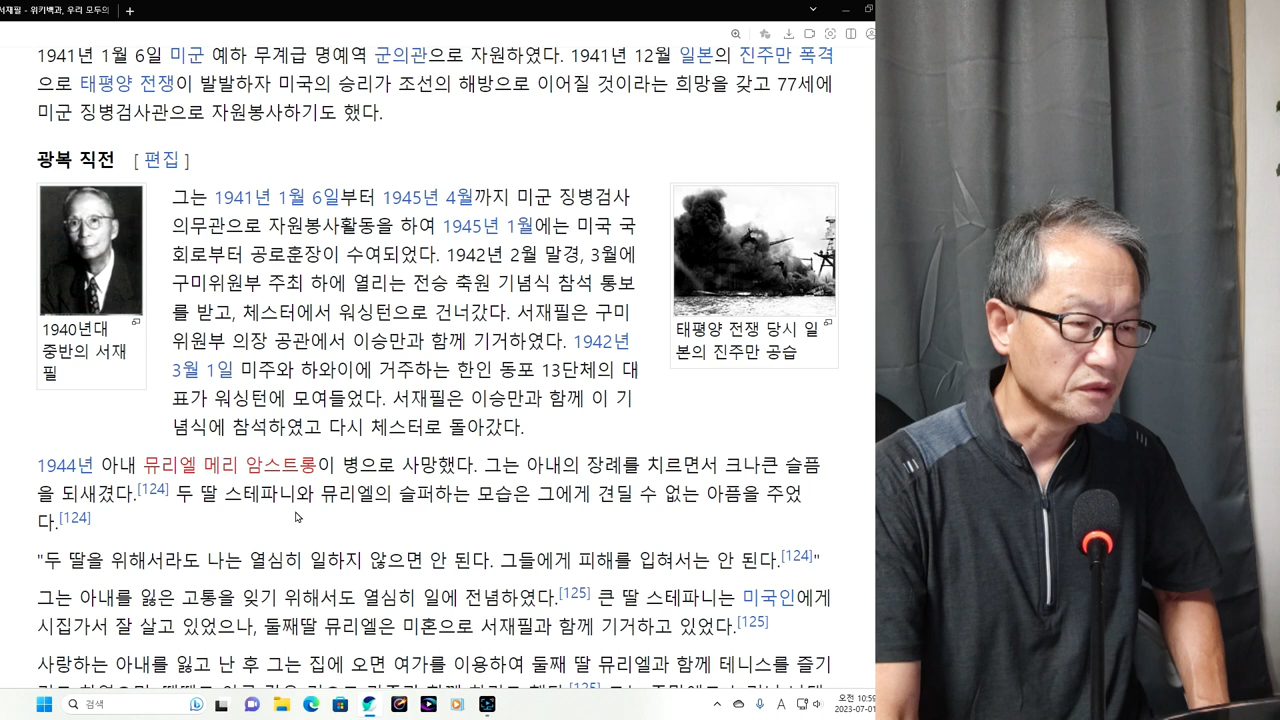 서재필 - 위키백과, 우리 모두의
1941년 1월 6일 미군 예하 무계급 명예역 군의관으로 자원하였다. 1941년 12월 일본의 진주만 폭격
으로 태평양 전쟁이 발발하자 미국의 승리가 조선의 해방으로 이어질 것이라는 희망을 갖고 77세에
미군 징병검사관으로 자원봉사하기도 했다.
광복 직전 [ 편집 ]
1940년대
중반의 서재
필
그는 1941년 1월 6일부터 1945년 4월까지 미군 징병검사
의무관으로 자원봉사활동을 하여 1945년 1월에는 미국 국
회로부터 공로훈장이 수여되었다. 1942년 2월 말경, 3월에
구미위원부 주최 하에 열리는 전승 축원 기념식 참석 통보
를 받고, 체스터에서 워싱턴으로 건너갔다. 서재필은 구미
위원부 의장 공관에서 이승만과 함께 기거하였다. 1942년
3월 1일 미주와 하와이에 거주하는 한인 동포 13단체의 대
표가 워싱턴에 모여들었다. 서재필은 이승만과 함께 이 기
념식에 참석하였고 다시 체스터로 돌아갔다.
태평양 전쟁 당시 일
본의 진주만 공습
1944년 아내 뮤리엘 메리 암스트롱이 병으로 사망했다. 그는 아내의 장례를 치르면서 크나큰 슬픔
을 되새겼다.[124] 두 딸 스테파니와 뮤리엘의 슬퍼하는 모습은 그에게 견딜 수 없는 아픔을 주었
다.[124]
"두 딸을 위해서라도 나는 열심히 일하지 않으면 안 된다. 그들에게 피해를 입혀서는 안 된다.[124]"
그는 아내를 잃은 고통을 잊기 위해서도 열심히 일에 전념하였다.[125] 큰 딸 스테파니는 미국인에게
시집가서 잘 살고 있었으나, 둘째딸 뮤리엘은 미혼으로 서재필과 함께 기거하고 있었다.[125]
사랑하는 아내를 잃고 난 후 그는 집에 오면 여가를 이용하여 둘째 딸 뮤리엘과 함께 테니스를 즐기
검색
A
오전 10:59
2023-07-01